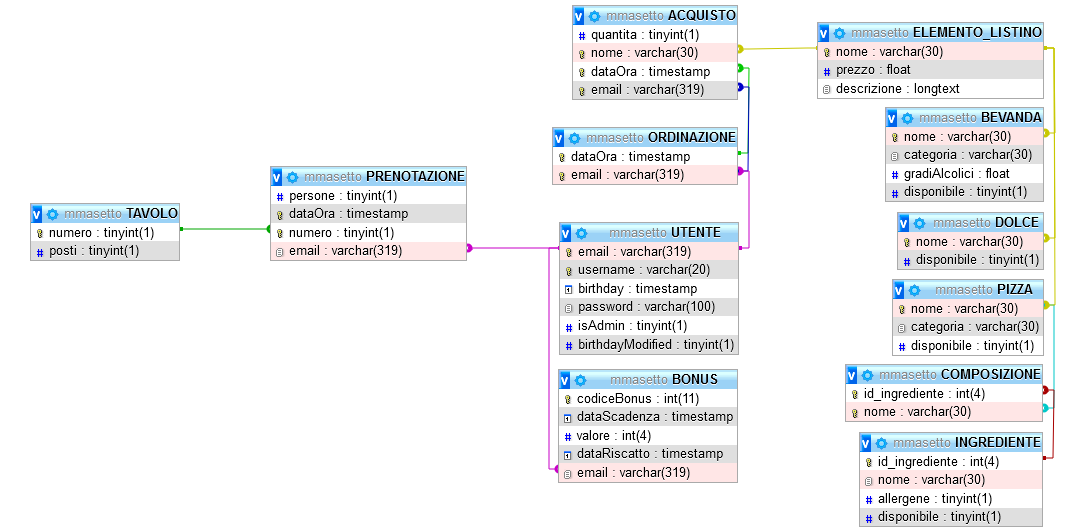 v mmasetto TAVOLO
numero : tinyint(1)
# posti : tinyint(1)
v mmasetto PRENOTAZIONE
# persone : tinyint(1)
dataOra : timestamp
numero : tinyint(1)
email : varchar(319)
v mmasetto ACQUISTO
# quantita : tinyint(1)
nome : varchar(30)
dataOra : timestamp
email : varchar(319)
v mmasetto ORDINAZIONE
dataOra : timestamp
email : varchar(319)
v mmasetto UTENTE
email : varchar(319)
username : varchar(20)
birthday : timestamp
password : varchar(100)
# isAdmin : tinyint(1)
# birthdayModified : tinyint(1)
v mmasetto BONUS
codiceBonus : int(11)
dataScadenza : timestamp
# valore : int(4)
dataRiscatto : timestamp
email : varchar(319)
v mmasetto ELEMENTO_LISTINO
nome : varchar(30)
# prezzo : float
descrizione : longtext
v mmasetto BEVANDA
nome : varchar(30)
categoria : varchar(30)
# gradiAlcolici : float
# disponibile : tinyint(1)
v mmasetto DOLCE
nome : varchar(30)
# disponibile : tinyint(1)
v mmasetto PIZZA
nome : varchar(30)
categoria : varchar(30)
# disponibile : tinyint(1)
v mmasetto COMPOSIZIONE
id_ingrediente : int(4)
nome : varchar(30)
v mmasetto INGREDIENTE
id_ingrediente : int(4)
nome : varchar(30)
# allergene : tinyint(1)
# disponibile : tinyint(1)